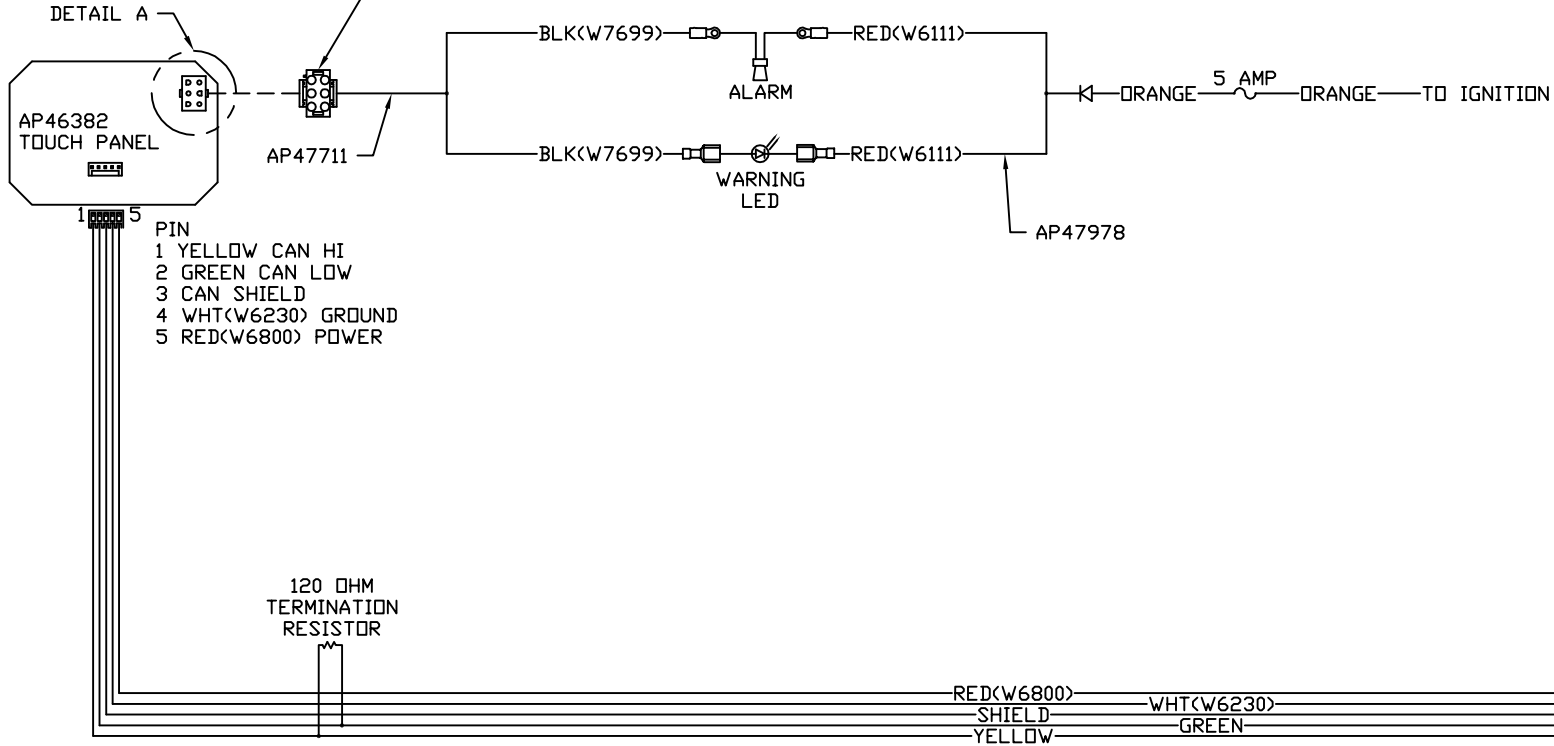 DETAIL A
AP46382
TOUCH PANEL
1
5
PIN
1 YELLOW CAN HI
2 GREEN CAN LOW
3 CAN SHIELD
4 WHT(W6230) GROUND
5 RED(W6800) POWER
AP47711
BLK(W7699)
RED(W6111)
ALARM
BLK(W7699)
RED(W6111)
WARNING
LED
AP47978
ORANGE
5 AMP
ORANGE
TO IGNITION
120 OHM
TERMINATION
RESISTOR
RED(W6800)
WHT(W6230)
SHIELD
GREEN
YELLOW